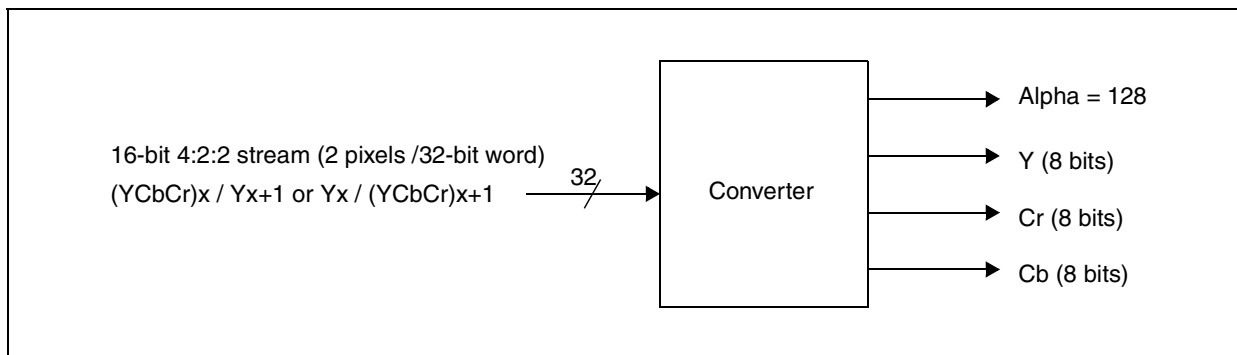 16-bit 4:2:2 stream (2 pixels /32-bit word)
(YCbCr)x / Yx+1 or Yx / (YCbCr)x+1
32
Converter
Alpha = 128
Y (8 bits)
Cr (8 bits)
Cb (8 bits)